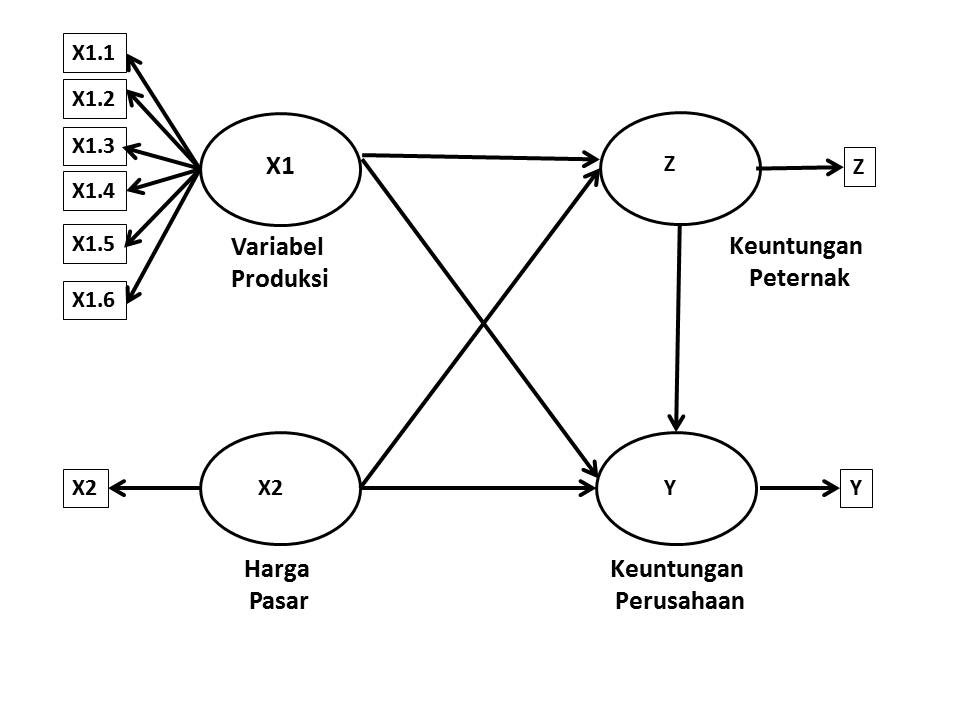 X1.1
X1.2
X1.3
X1.4
X1.5
X1.6
X1
Variabel
Produksi
Z
Z
Keuntungan
Peternak
X2
X2
Harga
Pasar
Y
Y
Keuntungan
Perusahaan